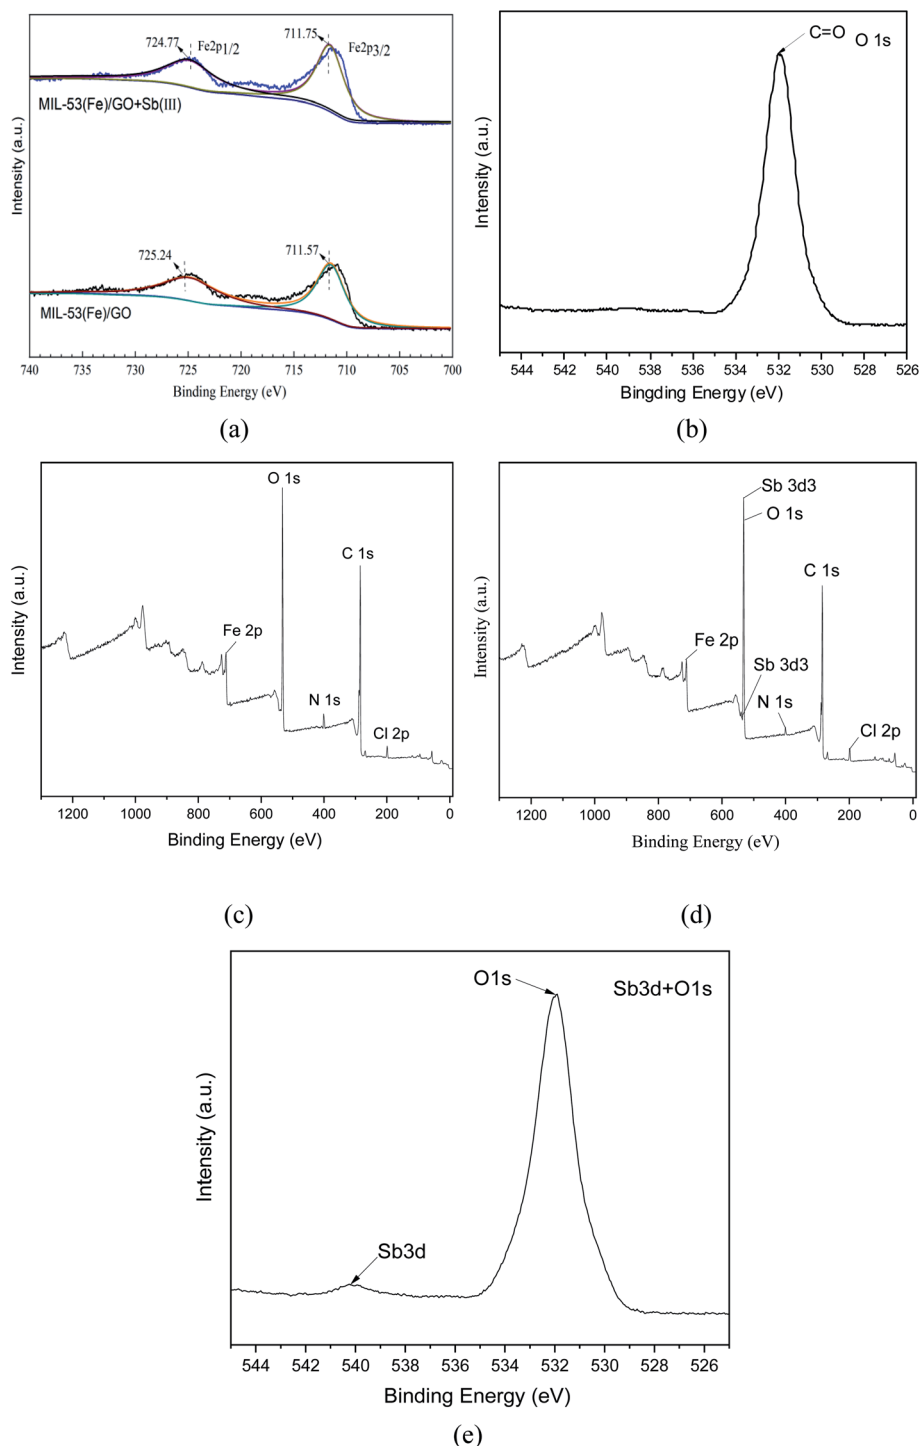 724.77
Fe2p1/2
711.75
Fe2p3/2
MIL-53(Fe)/GO+Sb(III)
725.24
711.57
MIL-53(Fe)/GO
Intensity (a.u.)
740 735 730 725 720 715 710 705 700
Binding Energy (eV)
(a)
C=O
O 1s
Intensity (a.u.)
544 542 540 538 536 534 532 530 528 526
Bingding Energy (eV)
(b)
O 1s
C 1s
Fe 2p
N 1s
Cl 2p
Intensity (a.u.)
1200 1000 800 600 400 200 0
Binding Energy (eV)
(c)
Sb 3d3
O 1s
C 1s
Fe 2p
Sb 3d3
N 1s
Cl 2p
Intensity (a.u.)
1200 1000 800 600 400 200 0
Binding Energy (eV)
(d)
O1s
Sb3d+O1s
Sb3d
Intensity (a.u.)
544 542 540 538 536 534 532 530 528 526
Binding Energy (eV)
(e)